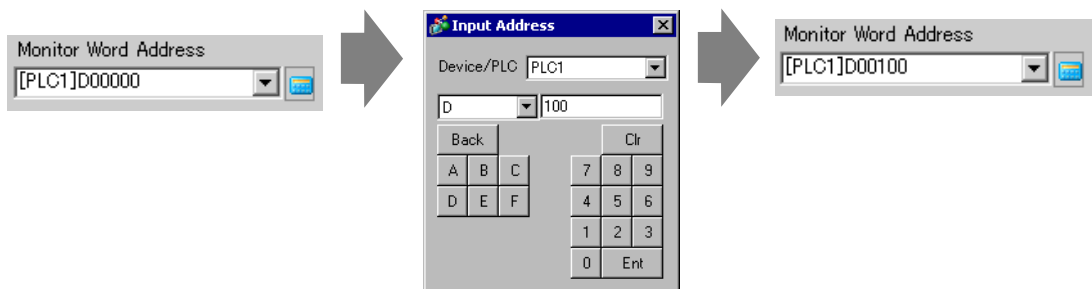 Monitor Word Address
[PLC1]D00000
Input Address
Device/PLC PLC1
D 100
Back Clr
A B C 7 8 9
D E F 4 5 6
1 2 3
0 Ent
Monitor Word Address
[PLC1]D00100